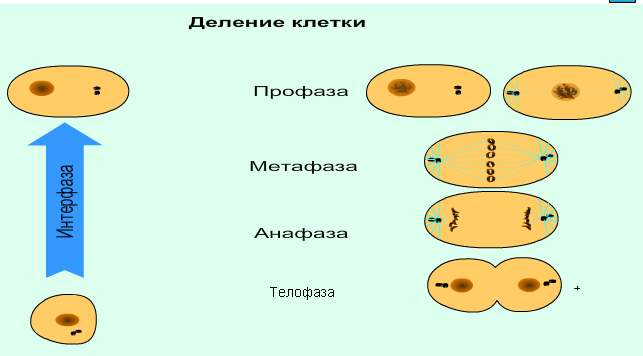 Деление клетки
Профаза
Метафаза
Анафаза
Телофаза
+
Интерфаза